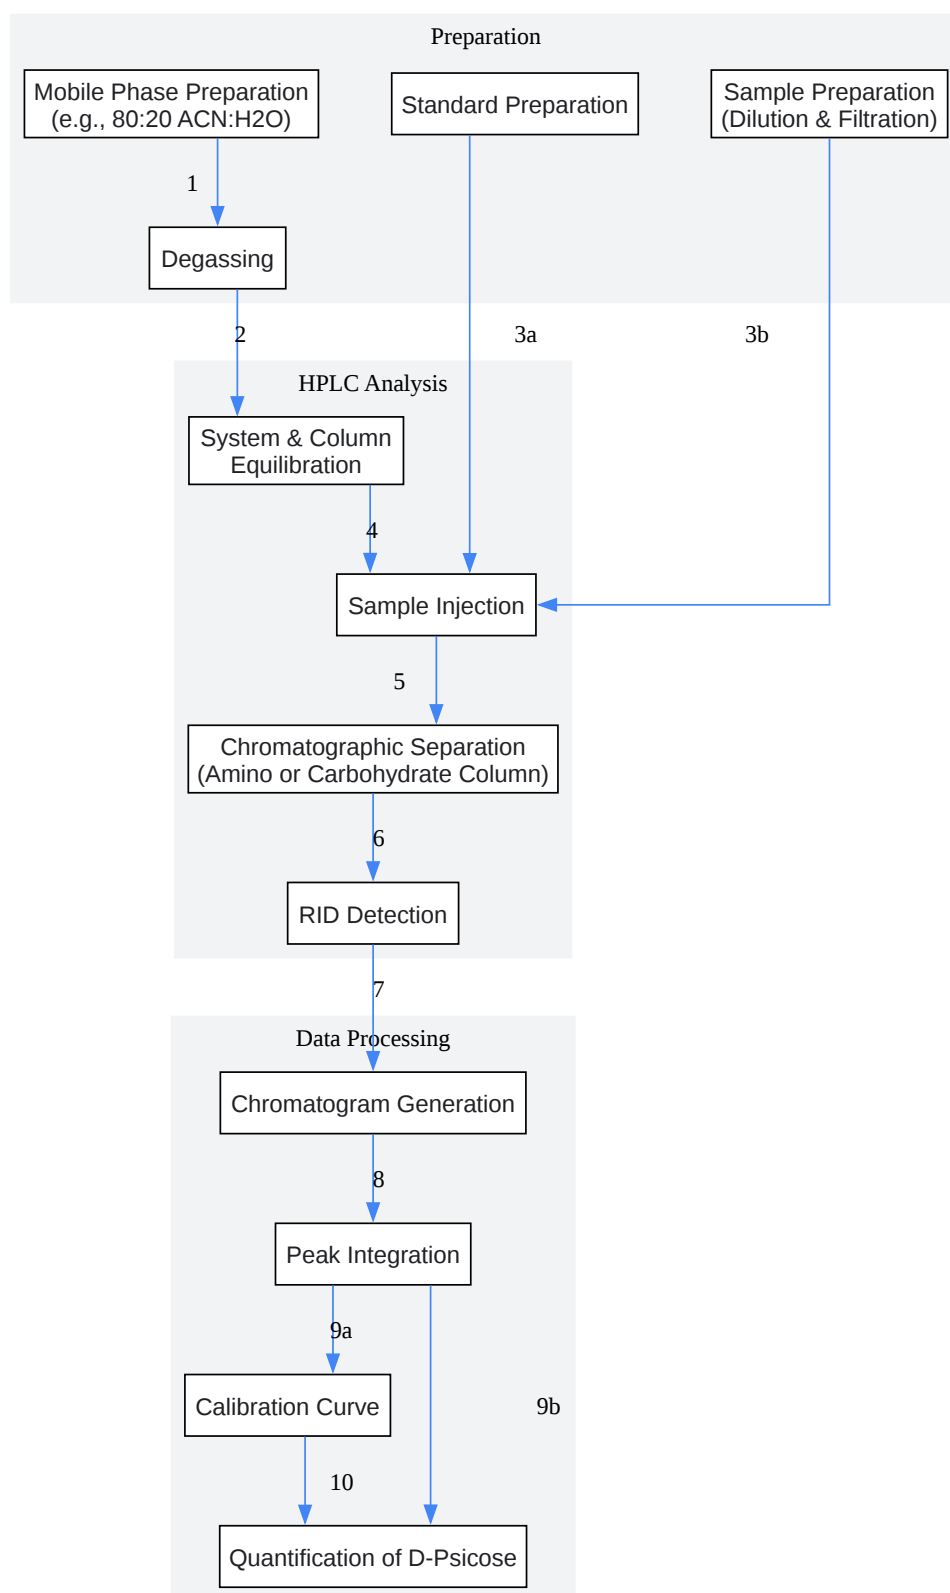 Preparation
Mobile Phase Preparation
(e.g., 80:20 ACN:H2O)
Standard Preparation
Sample Preparation
(Dilution & Filtration)
1
Degassing
2
3a
3b
HPLC Analysis
System & Column
Equilibration
4
Sample Injection
5
Chromatographic Separation
(Amino or Carbohydrate Column)
6
RID Detection
7
Data Processing
Chromatogram Generation
8
Peak Integration
9a
Calibration Curve
9b
10
Quantification of D-Psicose